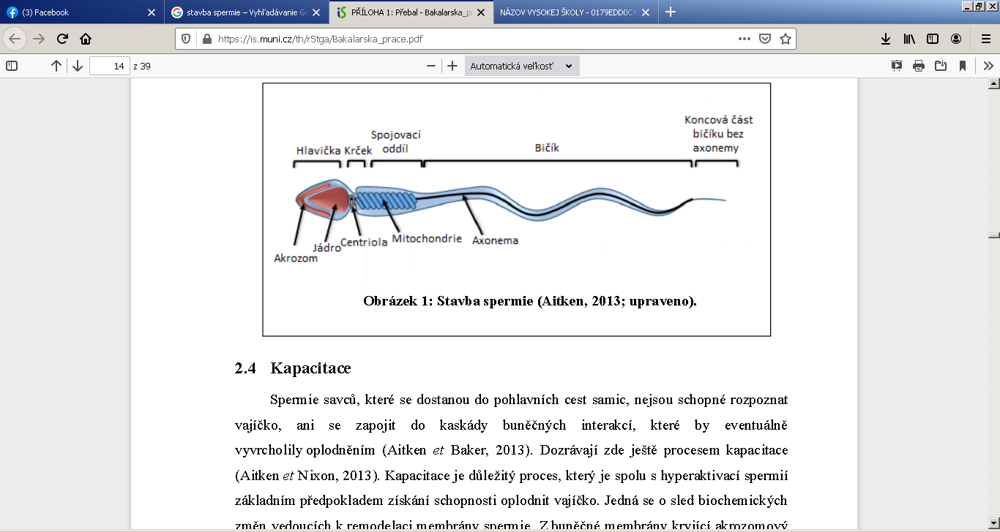 (3) Facebook
stavba spermie – Vyhľadávanie Go
PŘÍLOHA 1: Přebal - Bakalarska_pr
NÁZOV VYSOKEJ ŠKOLY - 0179EDD0C4
https://is.muni.cz/th/r5tga/Bakalarska_prace.pdf
14 z 39
Automatická veľkosť
Hlavička
Krček
Spojovací
oddíl
Bičík
Koncová část
bičíku bez
axonemy
Akrozom
Jádro
Centriola
Mitochondrie
Axonema
Obrázek 1: Stavba spermie (Aitken, 2013; upraveno).
2.4 Kapacitace
Spermie savců, které se dostanou do pohlavních cest samic, nejsou schopné rozpoznat
vajíčko, ani se zapojit do kaskády buněčných interakcí, které by eventuálně
vyvrcholily oplodněním (Aitken et Baker, 2013). Dozrávají zde ještě procesem kapacitace
(Aitken et Nixon, 2013). Kapacitace je důležitý proces, který je spolu s hyperaktivací spermií
základním předpokladem získání schopnosti oplodnit vajíčko. Jedná se o sled biochemických
změn vedoucích k remodelaci membrány spermie. Z buněčné membrány kryjící akrozomový